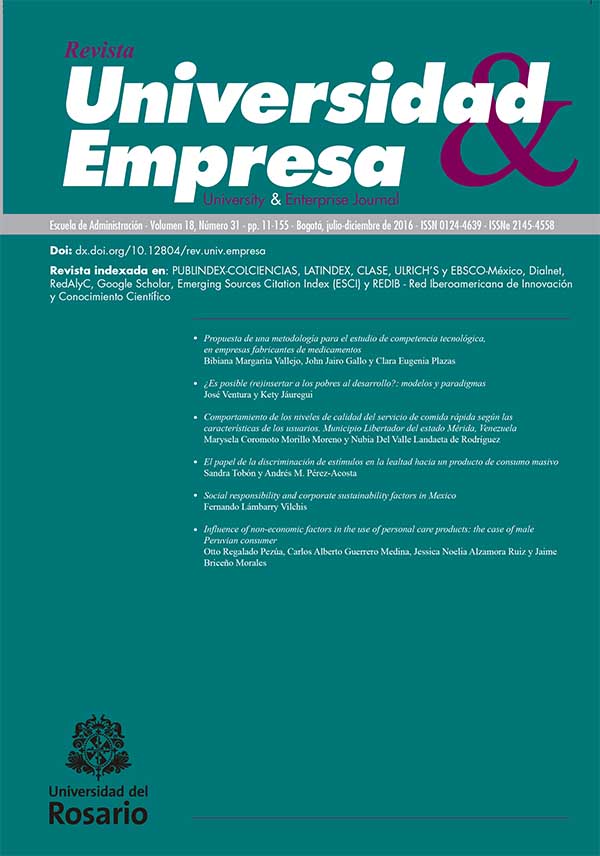 Revista
Universidad &
Empresa
University & Enterprise Journal
Escuela de Administración - Volumen 18, Número 31 - pp. 11-155 - Bogotá, julio-diciembre de 2016 - ISSN 0124-4639 - ISSNe 2145-4558
Doi: dx.doi.org/10.12804/rev.univ.empresa
Revista indexada en: PUBLINDEX-COLCIENCIAS, LATINDEX, CLASE, ULRICH'S y EBSCO-México, Dialnet,
RedAlyC, Google Scholar, Emerging Sources Citation Index (ESCI) y REDIB - Red Iberoamericana de Innovación
y Conocimiento Científico
• Propuesta de una metodología para el estudio de competencia tecnológica,
en empresas fabricantes de medicamentos
Bibiana Margarita Vallejo, John Jairo Gallo y Clara Eugenia Plazas
• ¿Es posible (re)insertar a los pobres al desarrollo?: modelos y paradigmas
José Ventura y Kety Jáuregui
• Comportamiento de los niveles de calidad del servicio de comida rápida según las
características de los usuarios. Municipio Libertador del estado Mérida, Venezuela
Marysela Coromoto Morillo Moreno y Nubia Del Valle Landaeta de Rodríguez
• El papel de la discriminación de estímulos en la lealtad hacia un producto de consumo masivo
Sandra Tobón y Andrés M. Pérez-Acosta
• Social responsibility and corporate sustainability factors in Mexico
Fernando Lámbarry Vilchis
• Influence of non-economic factors in the use of personal care products: the case of male
Peruvian consumer
Otto Regalado Pezúa, Carlos Alberto Guerrero Medina, Jessica Noelia Alzamora Ruiz y Jaime
Briceño Morales
Universidad del
Rosario